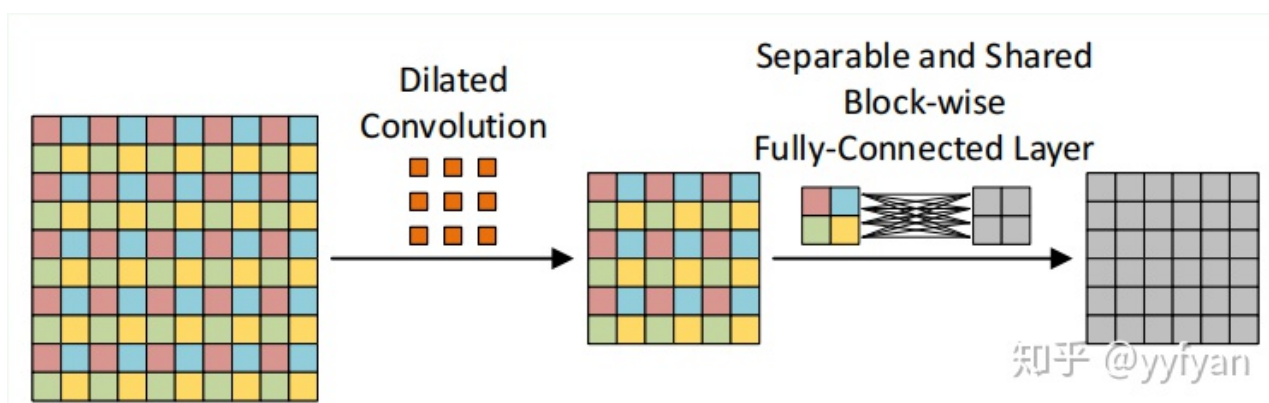 Dilated
Convolution
Separable and Shared
Block-wise
Fully-Connected Layer
知乎 @yyfyan